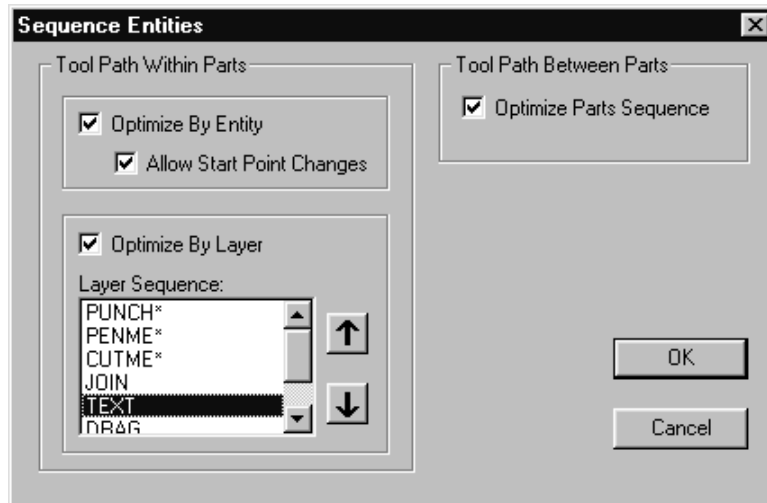 Sequence Entities
Tool Path Within Parts
Optimize By Entity
Allow Start Point Changes
Optimize By Layer
Layer Sequence:
PUNCH*
PENME*
CUTME*
JOIN
TEXT
DRAG
Tool Path Between Parts
Optimize Parts Sequence
OK
Cancel